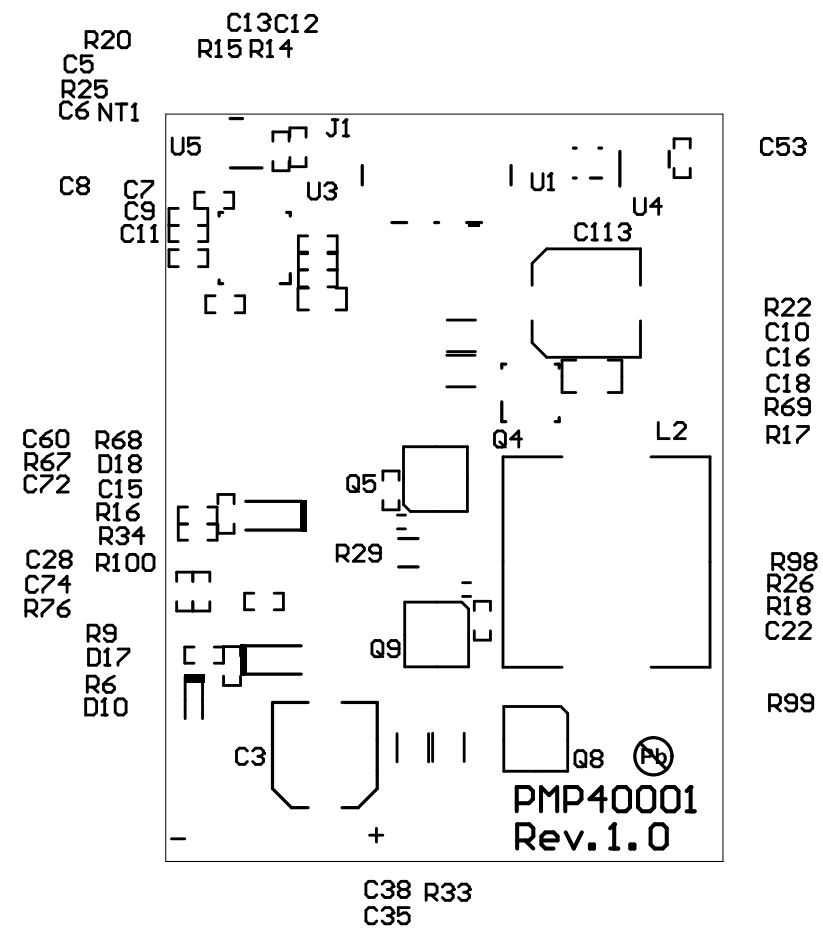 C13 C12
R20
R15 R14
C5
R25
C6 NT1
J1
U5
C53
C8 C7
U3
U1
C9
U4
C11
C113
R22
C10
C16
C18
R69
R17
L2
Q4
C60 R68
R67 D18
C72 C15
Q5
R16
R34
R29
C28 R100
R98
C74
R26
R76
R18
R9
C22
Q9
D17
R6
D10
R99
C3
Q8
Pb
PMP40001
Rev.1.0
- +
C38 R33
C35